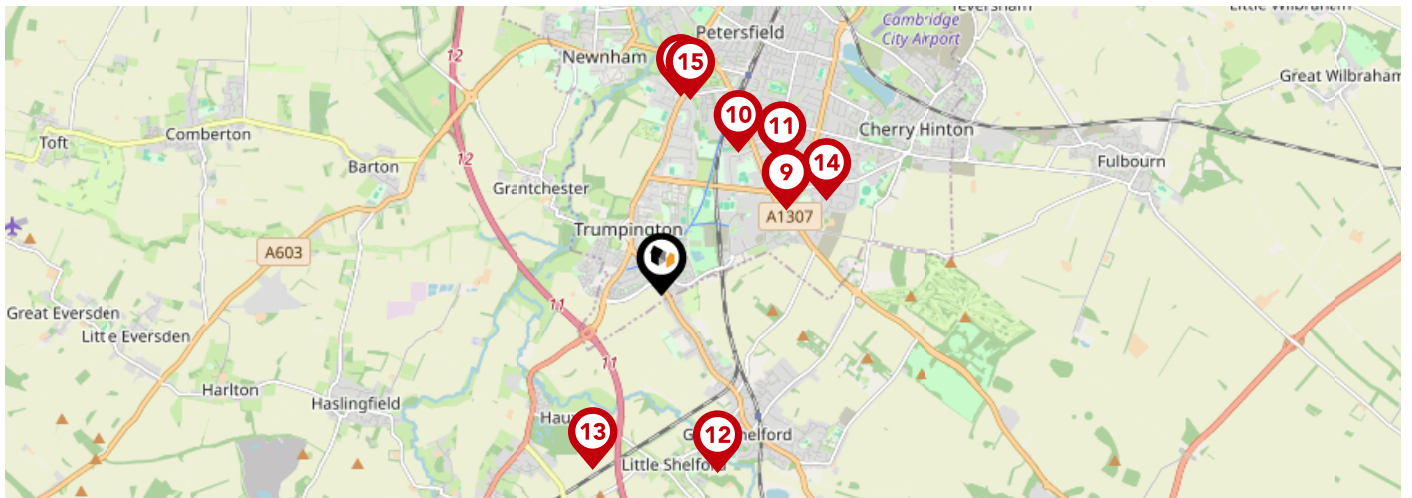 Teversham
Little Wilbraham
Cambridge
City Airport
Petersfield
12
Newnham
15
Great Wilbraham
10
11
Cherry Hinton
Comberton
Toft
12
Barton
14
Fulbourn
9
Grantchester
A1307
Trumpington
A603
11
Great Eversden
Little Eversden
11
Harlton
Haslingfield
Hau
13
12
G
helford
Little Shelford